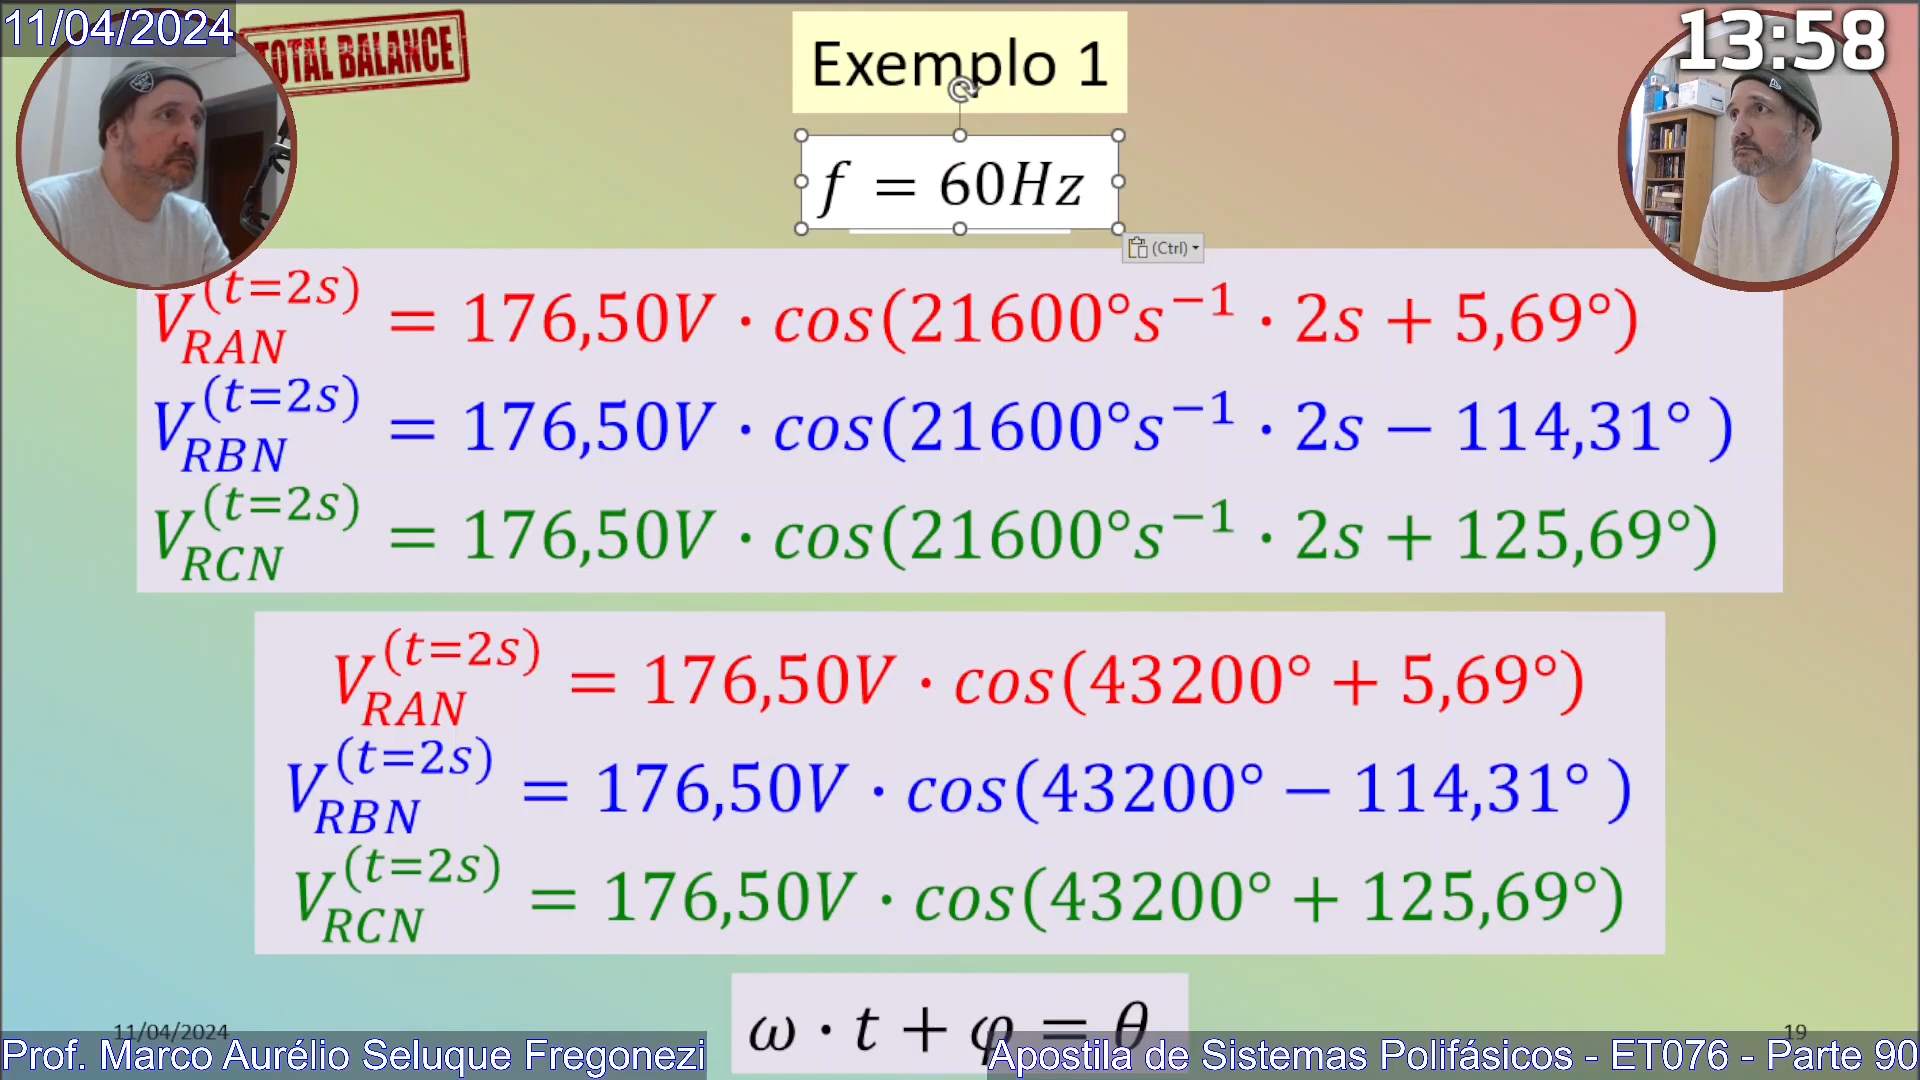 11/04/2024
TOTAL BALANCE
Exemplo 1
13:58
f = 60Hz
(Ctrl)
V_RAN^(t=2s) = 176,50V · cos(21600°s⁻¹ · 2s + 5,69°)
V_RBN^(t=2s) = 176,50V · cos(21600°s⁻¹ · 2s − 114,31° )
V_RCN^(t=2s) = 176,50V · cos(21600°s⁻¹ · 2s + 125,69°)
V_RAN^(t=2s) = 176,50V · cos(43200° + 5,69°)
V_RBN^(t=2s) = 176,50V · cos(43200° − 114,31° )
V_RCN^(t=2s) = 176,50V · cos(43200° + 125,69°)
ω · t + φ = θ
11/04/2024
19
Prof. Marco Aurélio Seluque Fregonezi
Apostila de Sistemas Polifásicos - ET076 - Parte 90